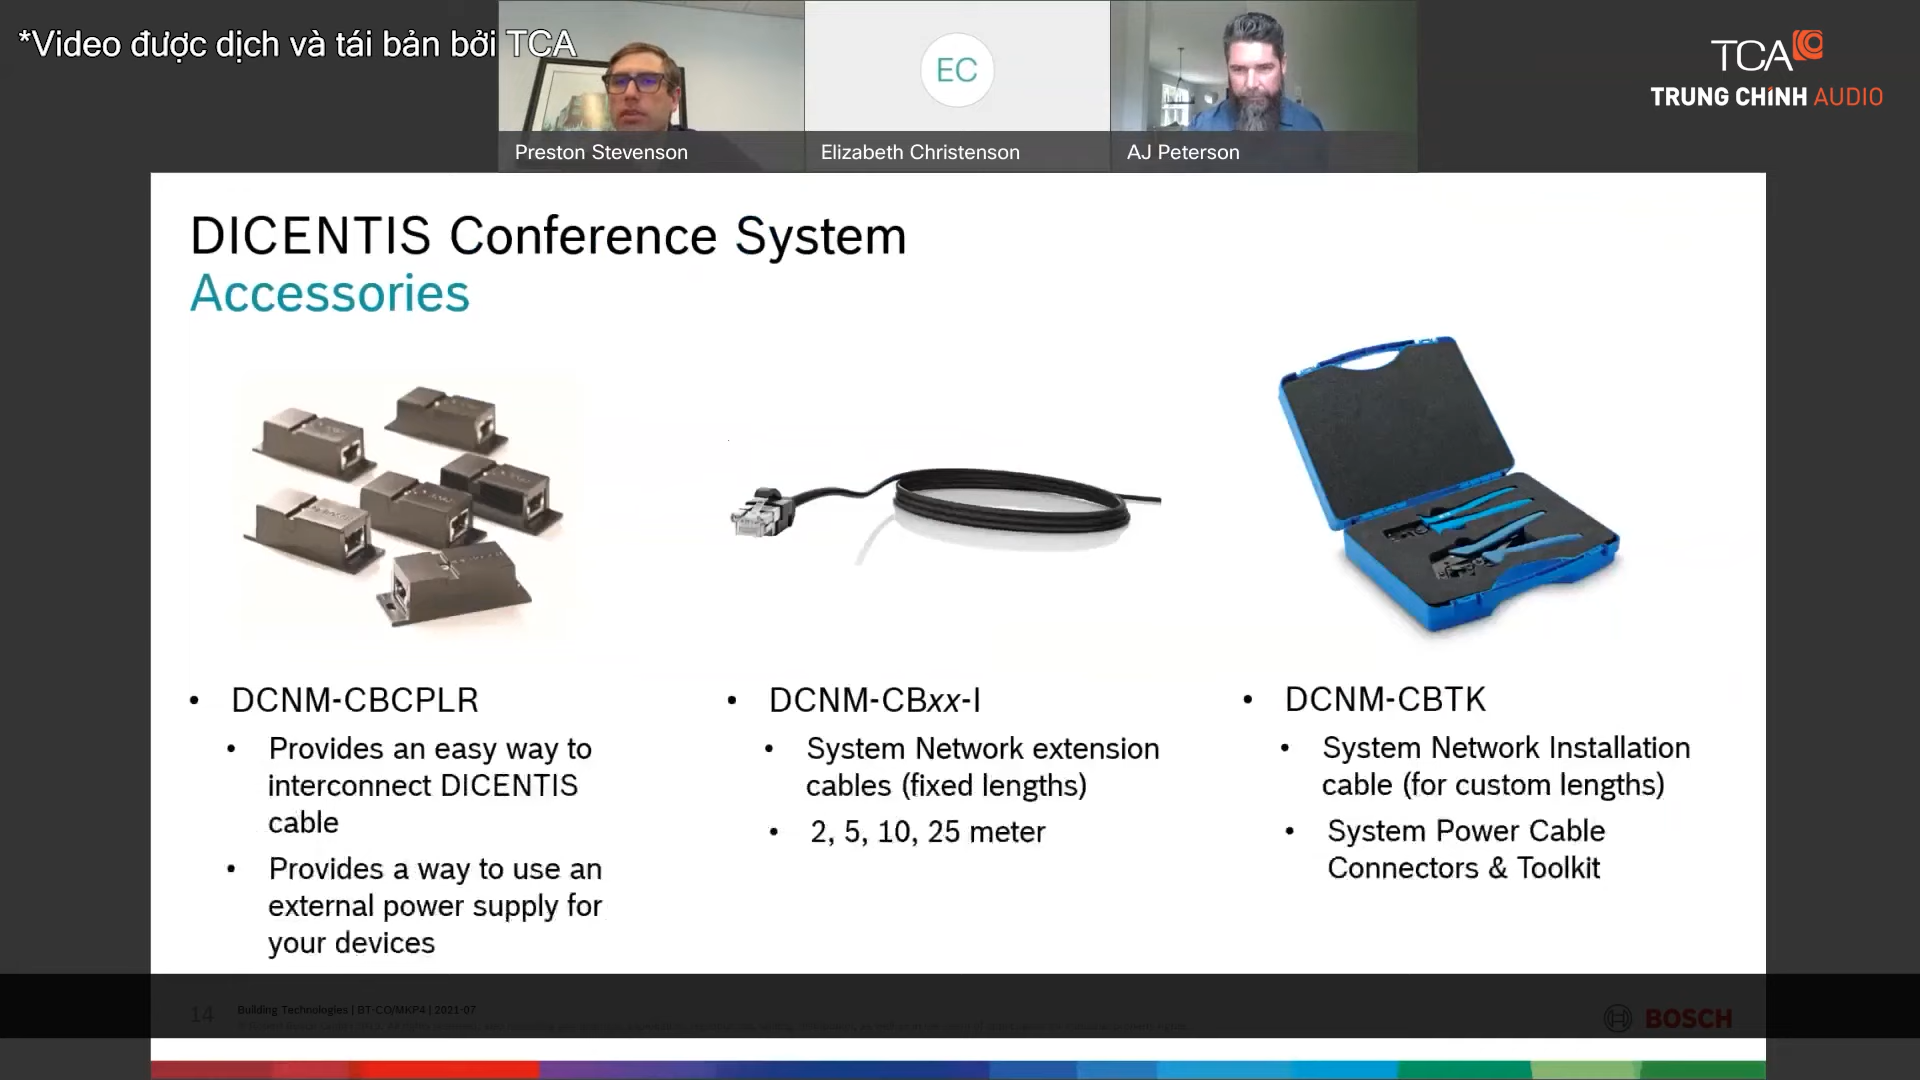 *Video được dịch và tái bản bởi TCA
EC
TCA
TRUNG CHÍNH AUDIO
Preston Stevenson
Elizabeth Christenson
AJ Peterson
DICENTIS Conference System
Accessories
• DCNM-CBCPLR
• Provides an easy way to
interconnect DICENTIS
cable
• Provides a way to use an
external power supply for
your devices
• DCNM-CBxx-I
• System Network extension
cables (fixed lengths)
• 2, 5, 10, 25 meter
• DCNM-CBTK
• System Network Installation
cable (for custom lengths)
• System Power Cable
Connectors & Toolkit
14
Building Technologies | BT-CO/MKP4 | 2021-07
BOSCH